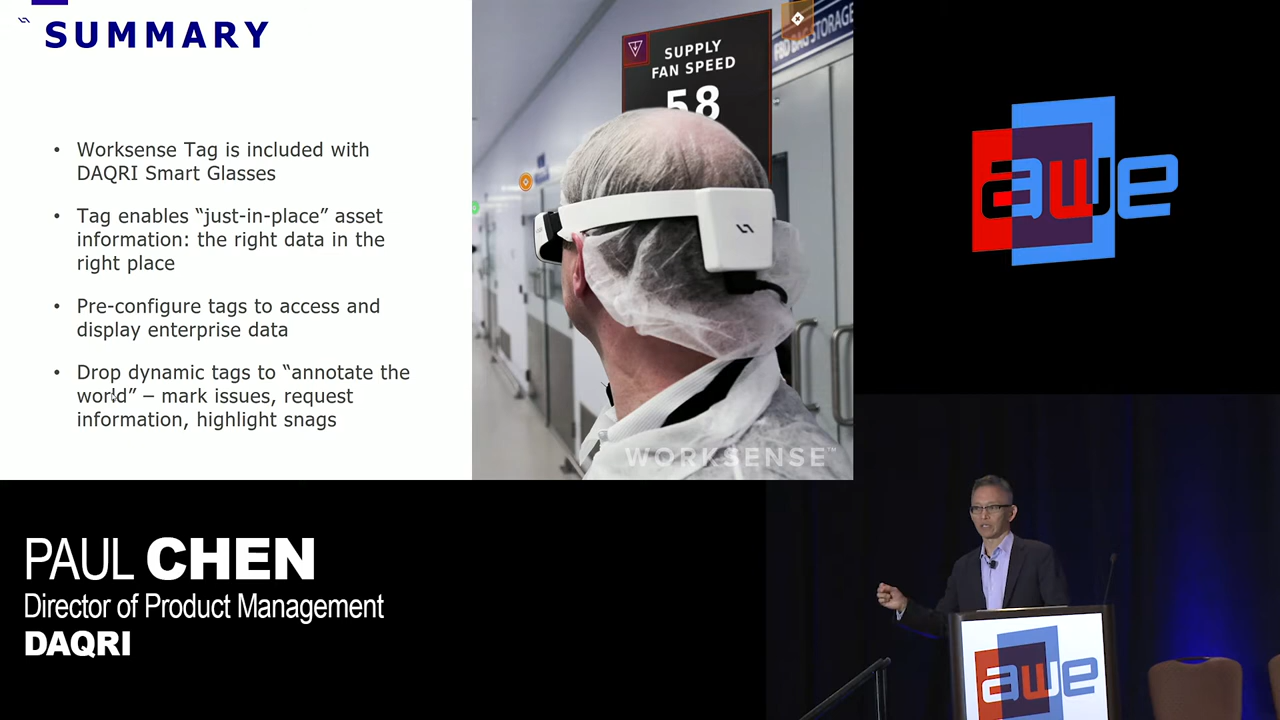 SUMMARY
• Worksense Tag is included with
DAQRI Smart Glasses
• Tag enables “just-in-place” asset
information: the right data in the
right place
• Pre-configure tags to access and
display enterprise data
• Drop dynamic tags to “annotate the
world” – mark issues, request
information, highlight snags
SUPPLY
FAN SPEED
58
FBD BAG STORAGE
WORKSENSE™
awe
PAUL CHEN
Director of Product Management
DAQRI
awe